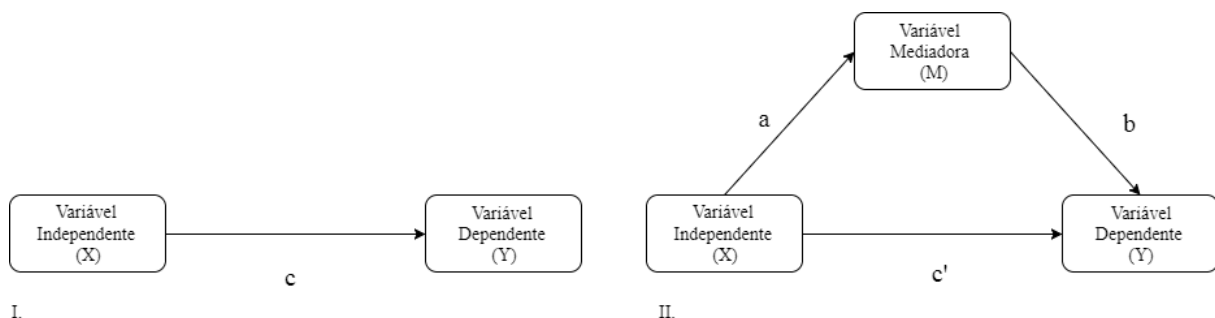 Variável
Independente
(X)
c
Variável
Dependente
(Y)
I.
Variável
Mediadora
(M)
a
b
Variável
Independente
(X)
c'
Variável
Dependente
(Y)
II.